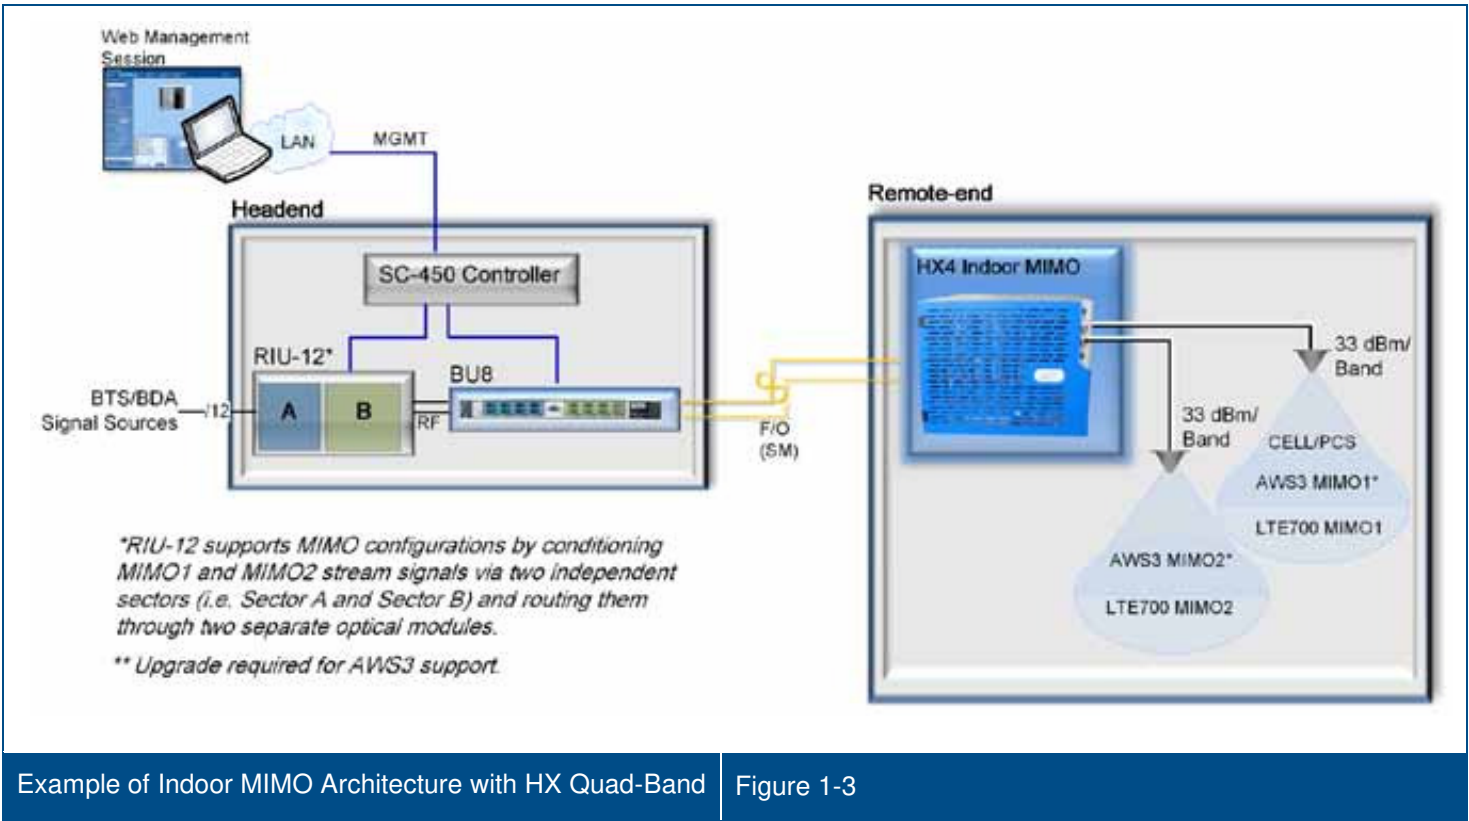 Web Management
Session
LAN
MGMT
Headend
SC-450 Controller
RIU-12*
BU8
BTS/BDA
Signal Sources
/12
A
B
RF
F/O
(SM)
Remote-end
HX4 Indoor MIMO
33 dBm/
Band
33 dBm/
Band
CELL/PCS
AWS3 MIMO1*
LTE700 MIMO1
AWS3 MIMO2*
LTE700 MIMO2
*RIU-12 supports MIMO configurations by conditioning
MIMO1 and MIMO2 stream signals via two independent
sectors (i.e. Sector A and Sector B) and routing them
through two separate optical modules.
** Upgrade required for AWS3 support.
Example of Indoor MIMO Architecture with HX Quad-Band
Figure 1-3